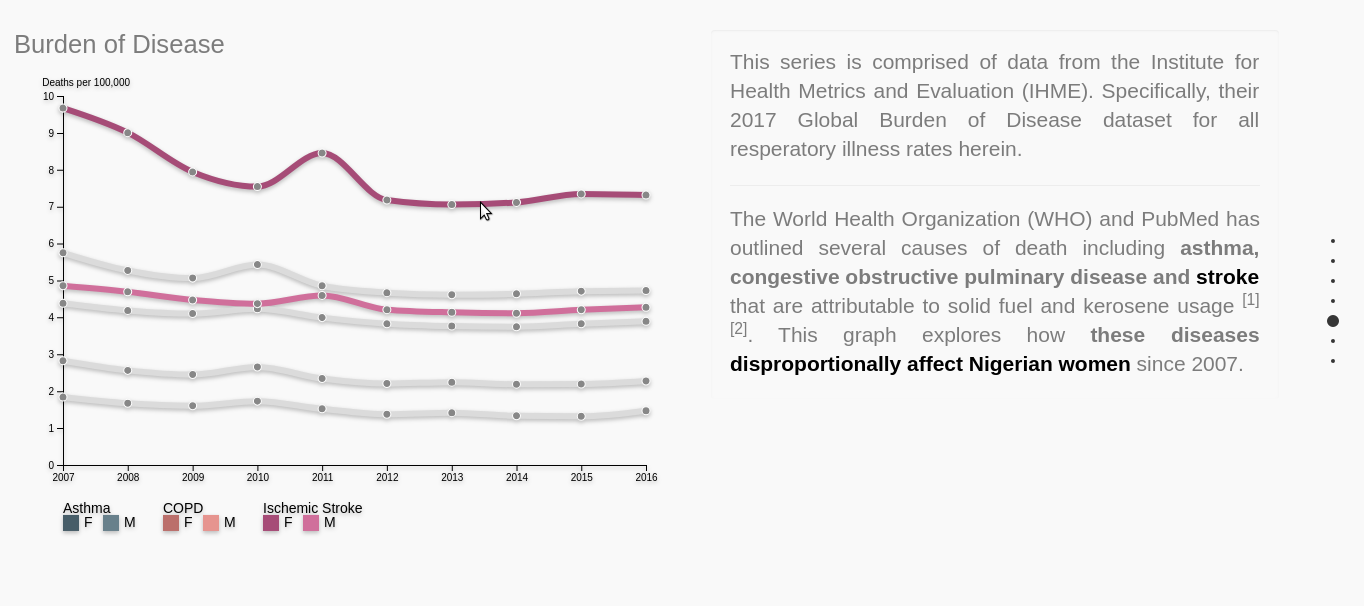 Burden of Disease
Deaths per 100,000
10
9
8
7
6
5
4
3
2
1
0
2007 2008 2009 2010 2011 2012 2013 2014 2015 2016
Asthma COPD Ischemic Stroke
F M F M F M
This series is comprised of data from the Institute for
Health Metrics and Evaluation (IHME). Specifically, their
2017 Global Burden of Disease dataset for all
resperatory illness rates herein.
The World Health Organization (WHO) and PubMed has
outlined several causes of death including asthma,
congestive obstructive pulminary disease and stroke
that are attributable to solid fuel and kerosene usage [1]
[2]. This graph explores how these diseases
disproportionally affect Nigerian women since 2007.